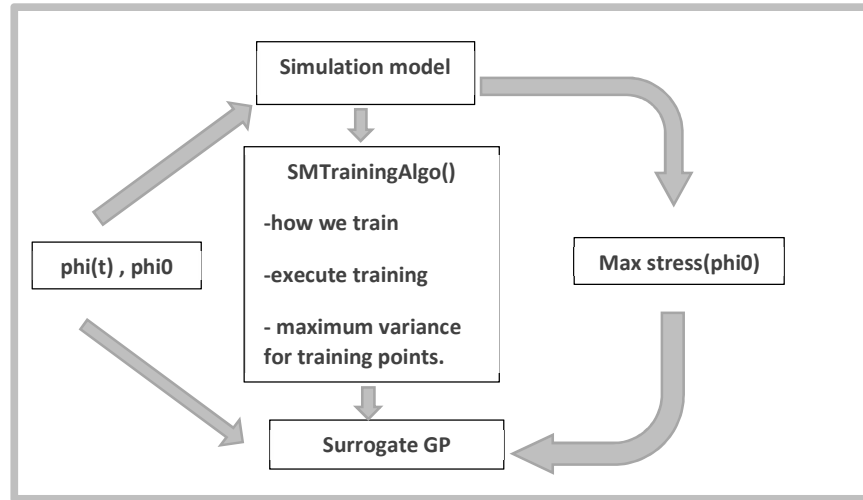 Simulation model
SMTrainingAlgo()
-how we train
-execute training
- maximum variance
for training points.
phi(t) , phi0
Max stress(phi0)
Surrogate GP